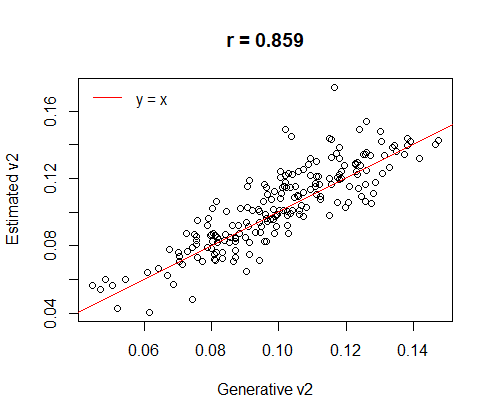 r = 0.859
y = x
Estimated v2
0.16
0.12
0.08
0.04
0.06
0.08
0.10
0.12
0.14
Generative v2